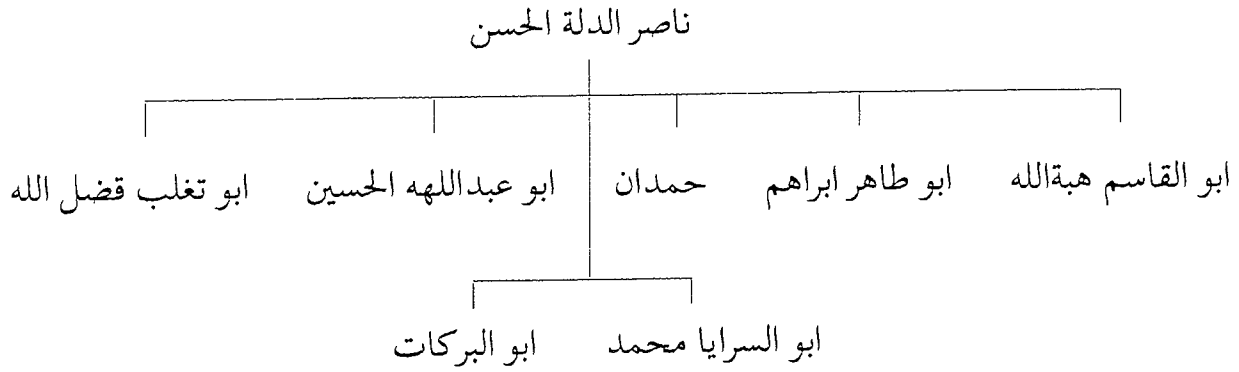 ناصر الدلة الحسن
ابو القاسم هبةالله ابو طاهر ابراهم حمدان ابو عبداللهه الحسين ابو تغلب قضل الله
ابو السرايا محمد ابو البركات